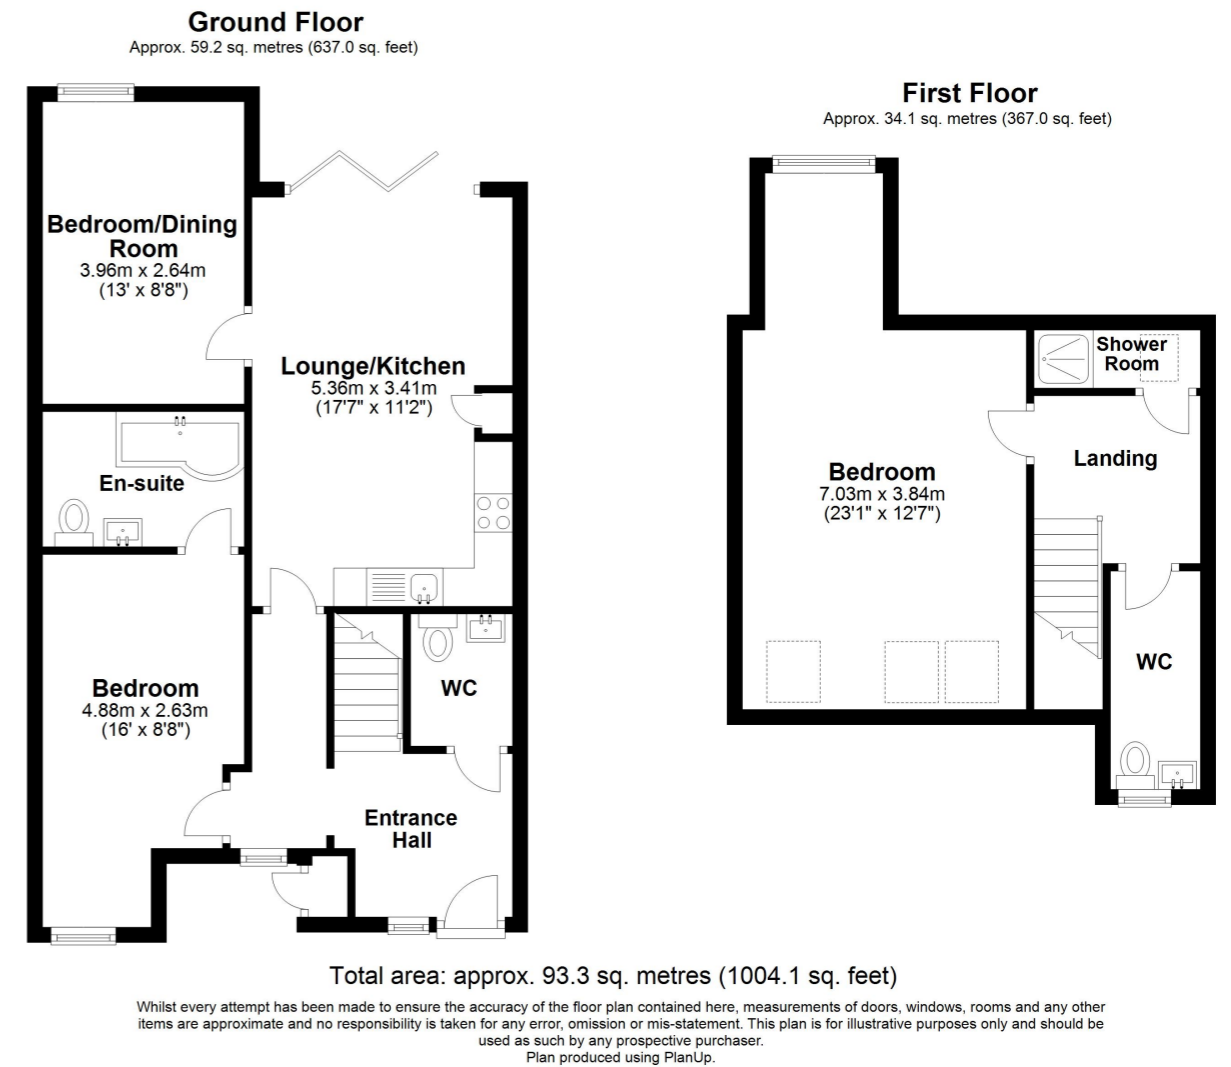 Ground Floor
Approx. 59.2 sq. metres (637.0 sq. feet)
Bedroom/Dining
Room
3.96m x 2.64m
(13' x 8'8")
Lounge/Kitchen
5.36m x 3.41m
(17'7" x 11'2")
En-suite
Bedroom
4.88m x 2.63m
(16' x 8'8")
WC
Entrance
Hall
First Floor
Approx. 34.1 sq. metres (367.0 sq. feet)
Shower
Room
Landing
Bedroom
7.03m x 3.84m
(23'1" x 12'7")
WC
Total area: approx. 93.3 sq. metres (1004.1 sq. feet)
Whilst every attempt has been made to ensure the accuracy of the floor plan contained here, measurements of doors, windows, rooms and any other
items are approximate and no responsibility is taken for any error, omission or mis-statement. This plan is for illustrative purposes only and should be
used as such by any prospective purchaser.
Plan produced using PlanUp.